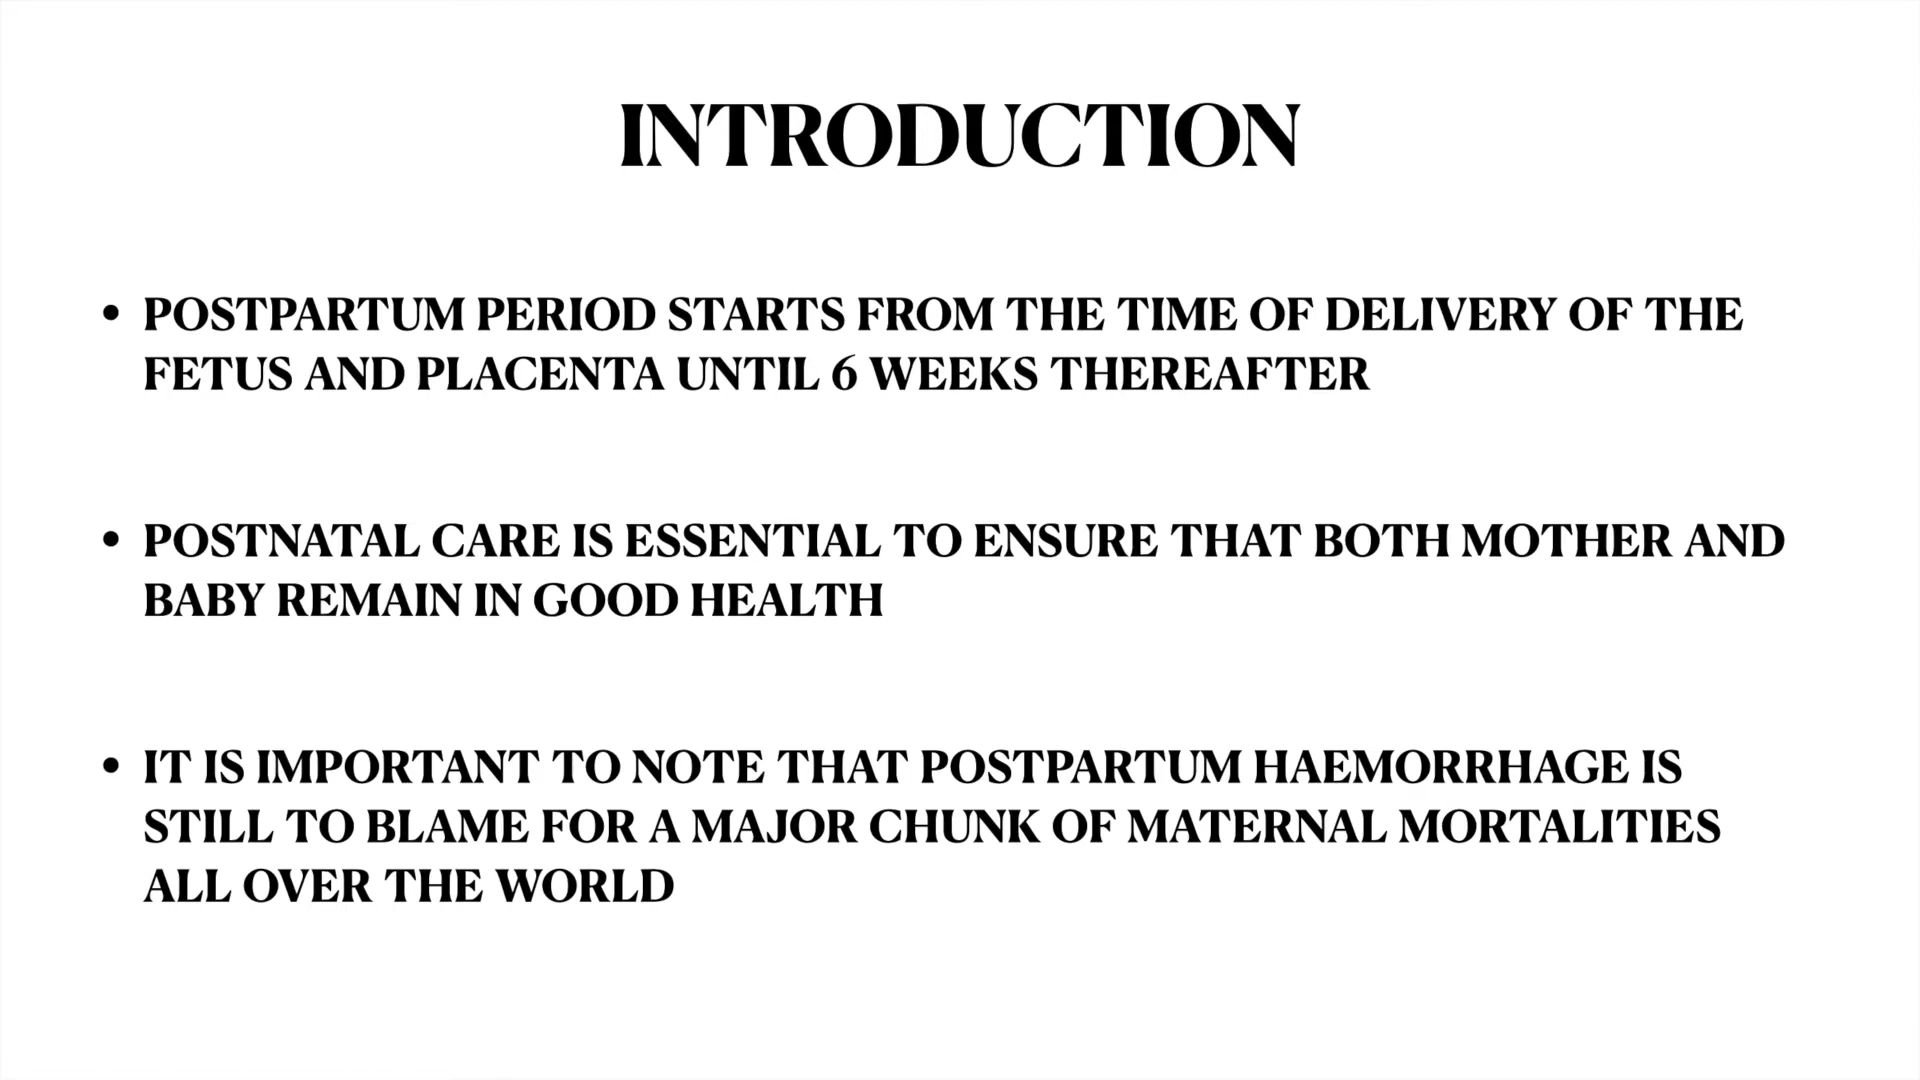 INTRODUCTION
• POSTPARTUM PERIOD STARTS FROM THE TIME OF DELIVERY OF THE
FETUS AND PLACENTA UNTIL 6 WEEKS THEREAFTER
• POSTNATAL CARE IS ESSENTIAL TO ENSURE THAT BOTH MOTHER AND
BABY REMAIN IN GOOD HEALTH
• IT IS IMPORTANT TO NOTE THAT POSTPARTUM HAEMORRHAGE IS
STILL TO BLAME FOR A MAJOR CHUNK OF MATERNAL MORTALITIES
ALL OVER THE WORLD